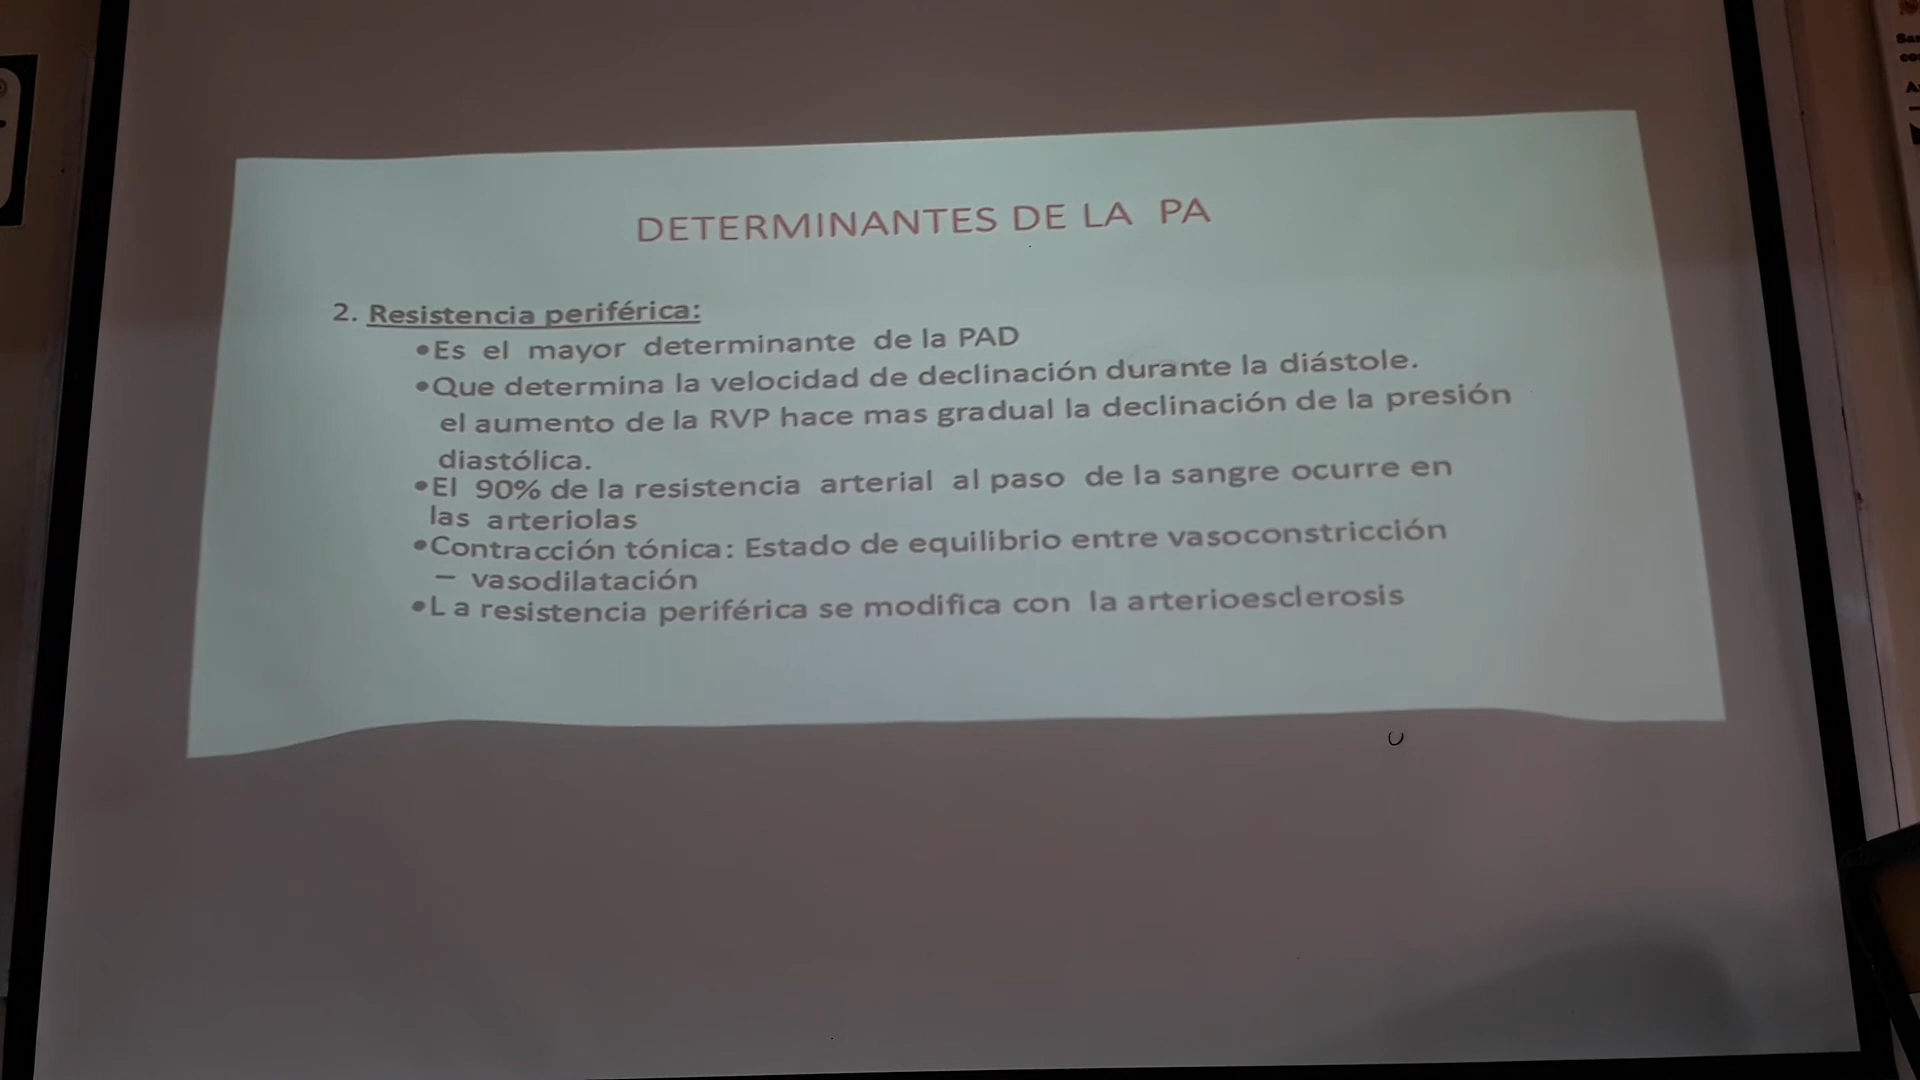 DETERMINANTES DE LA PA
2. Resistencia periférica:
•Es el mayor determinante de la PAD
•Que determina la velocidad de declinación durante la diástole.
el aumento de la RVP hace mas gradual la declinación de la presión
diastólica.
•El 90% de la resistencia arterial al paso de la sangre ocurre en
las arteriolas
•Contracción tónica: Estado de equilibrio entre vasoconstricción
– vasodilatación
•L a resistencia periférica se modifica con la arterioesclerosis